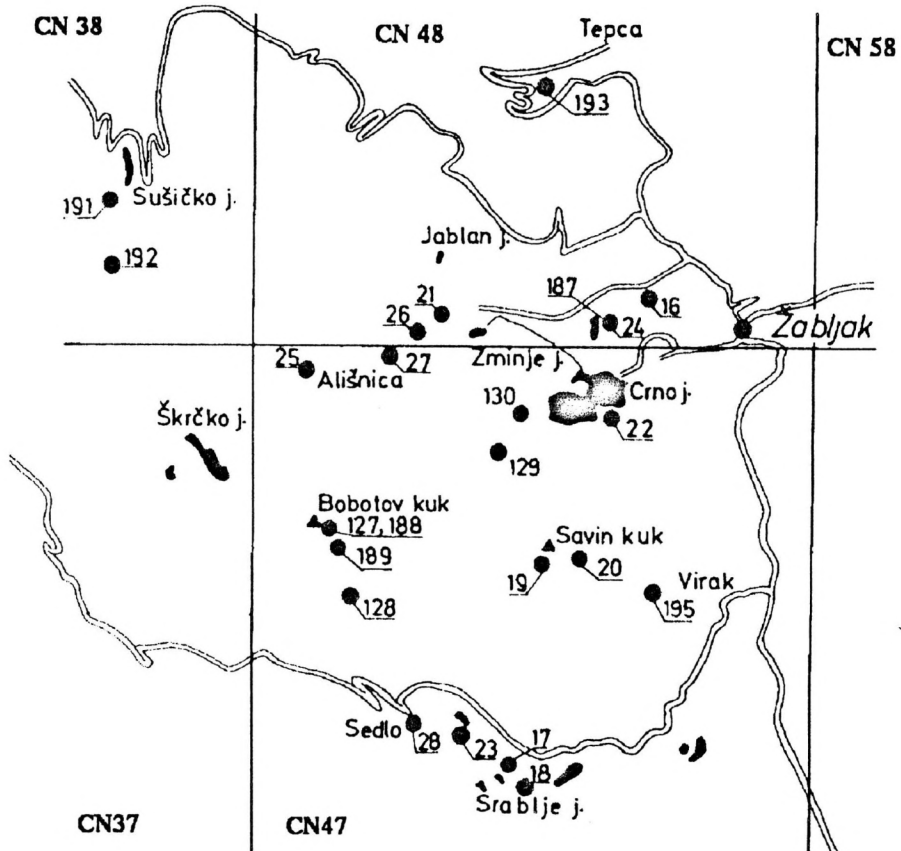 CN 38
CN 48
Tepca
CN 58
193
Sušičko j.
191
192
Jablan j.
21
187
16
26
24
Žabljak
27
Zminje j.
25
Ališnica
130
Crno j.
22
Škrčko j.
129
Bobotov kuk
127, 188
189
Savin kuk
19
20
128
195
Virak
Sedlo
28
23
17
18
Srablje j.
CN37
CN47